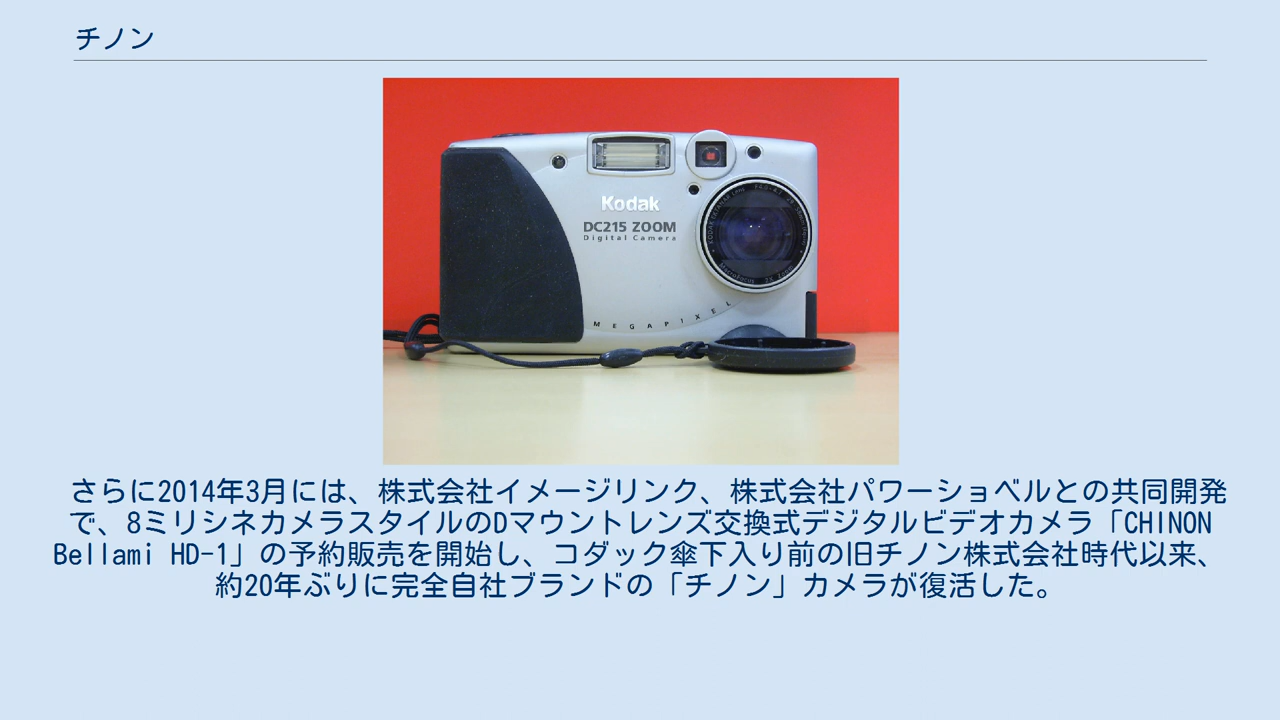 チノン
Kodak
DC215 ZOOM
Digital Camera
MEGAPIXEL
さらに2014年3月には、株式会社イメージリンク、株式会社パワーショベルとの共同開発
で、8ミリシネカメラスタイルのDマウントレンズ交換式デジタルビデオカメラ「CHINON
Bellami HD-1」の予約販売を開始し、コダック傘下入り前の旧チノン株式会社時代以来、
約20年ぶりに完全自社ブランドの「チノン」カメラが復活した。